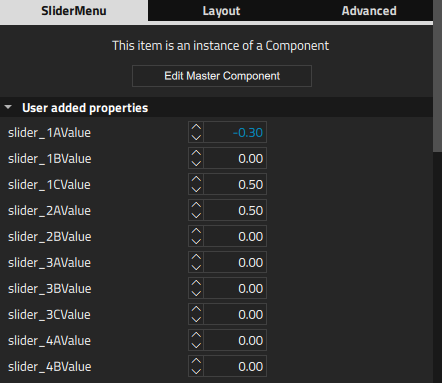 SliderMenu Layout Advanced
This item is an instance of a Component
Edit Master Component
User added properties
slider_1AValue -0.30
slider_1BValue 0.00
slider_1CValue 0.50
slider_2AValue 0.50
slider_2BValue 0.00
slider_3AValue 0.00
slider_3BValue 0.00
slider_3CValue 0.00
slider_4AValue 0.00
slider_4BValue 0.00